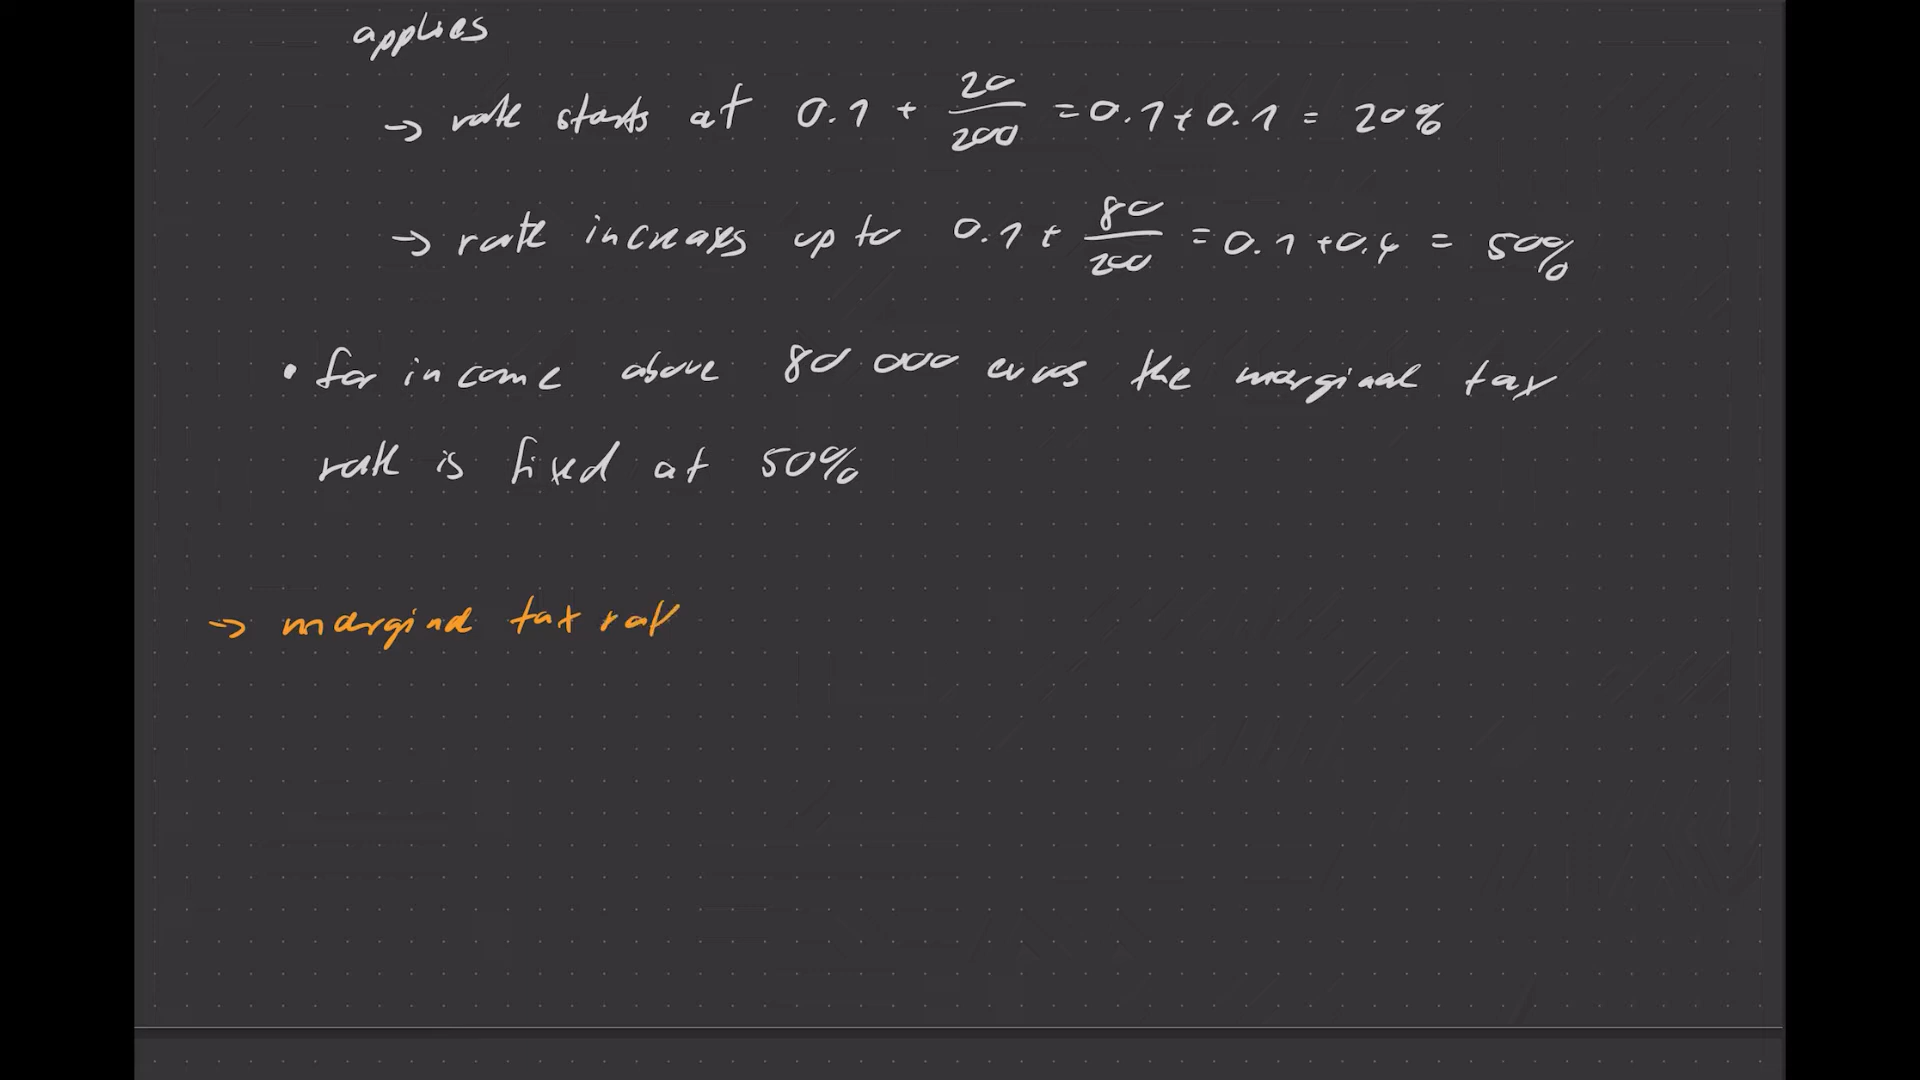 applies
→ rate starts at 0.1 + 20/200 = 0.1 + 0.1 = 20%
→ rate increases up to 0.1 + 80/200 = 0.1 + 0.4 = 50%
• for income above 80 000 euros the marginal tax
rate is fixed at 50%
→ marginal tax rat